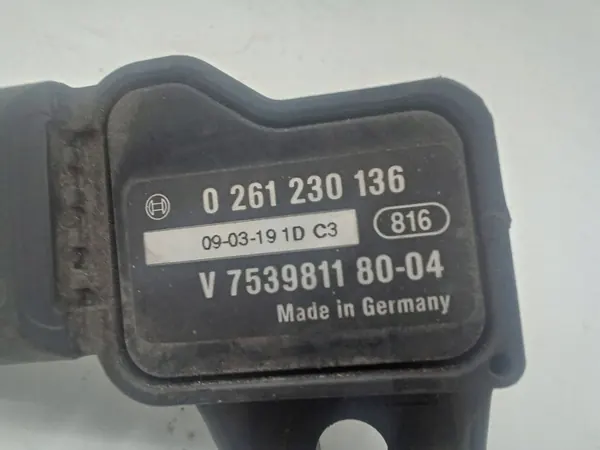 0 261 230 136
09-03-19 1D C3
816
V 7539811 80-04
Made in Germany